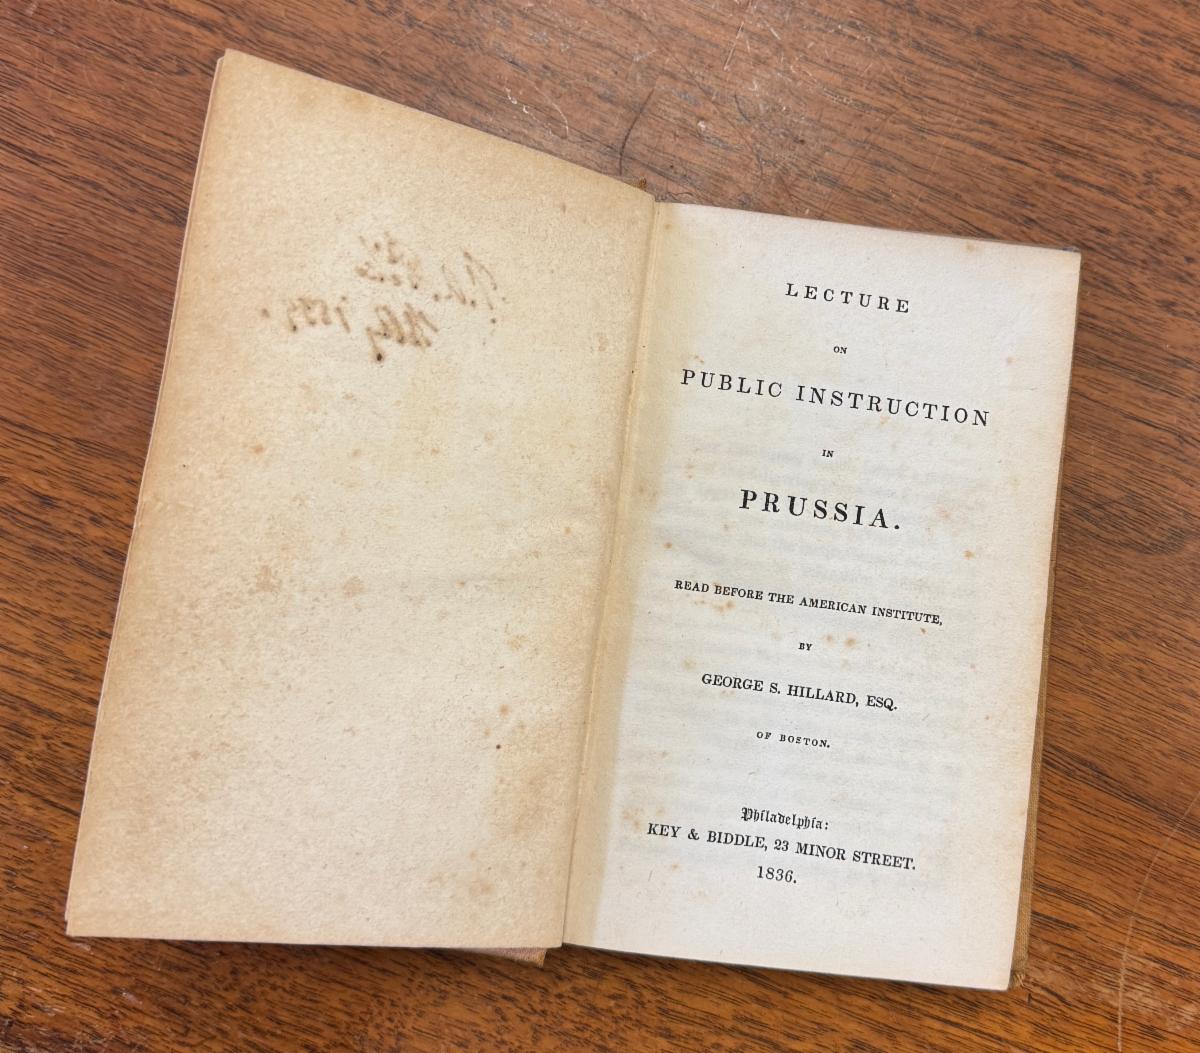 LECTURE
ON
PUBLIC INSTRUCTION
IN
PRUSSIA.
READ BEFORE THE AMERICAN INSTITUTE,
BY
GEORGE S. HILLARD, ESQ.
OF BOSTON.
Philadelphia:
KEY & BIDDLE, 23 MINOR STREET.
1836.